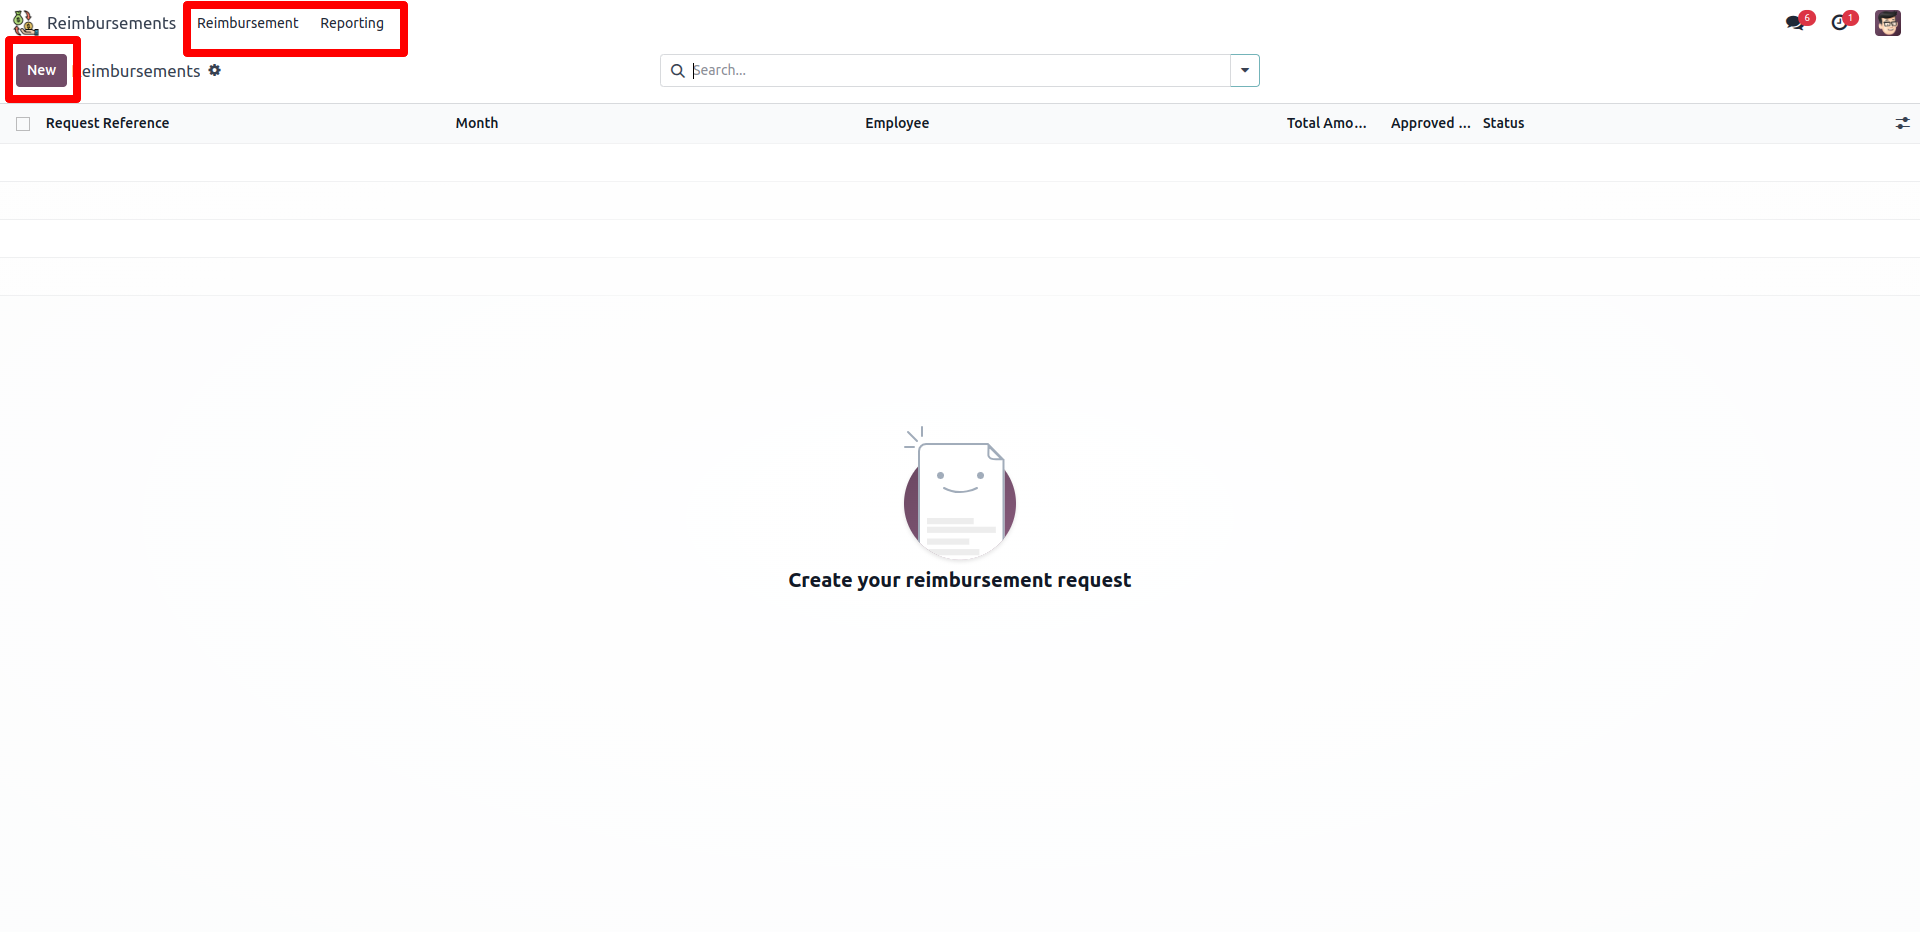 Reimbursements Reimbursement Reporting 6 1
New eimbursements
Search...
Request Reference Month Employee Total Amo... Approved ... Status
Create your reimbursement request